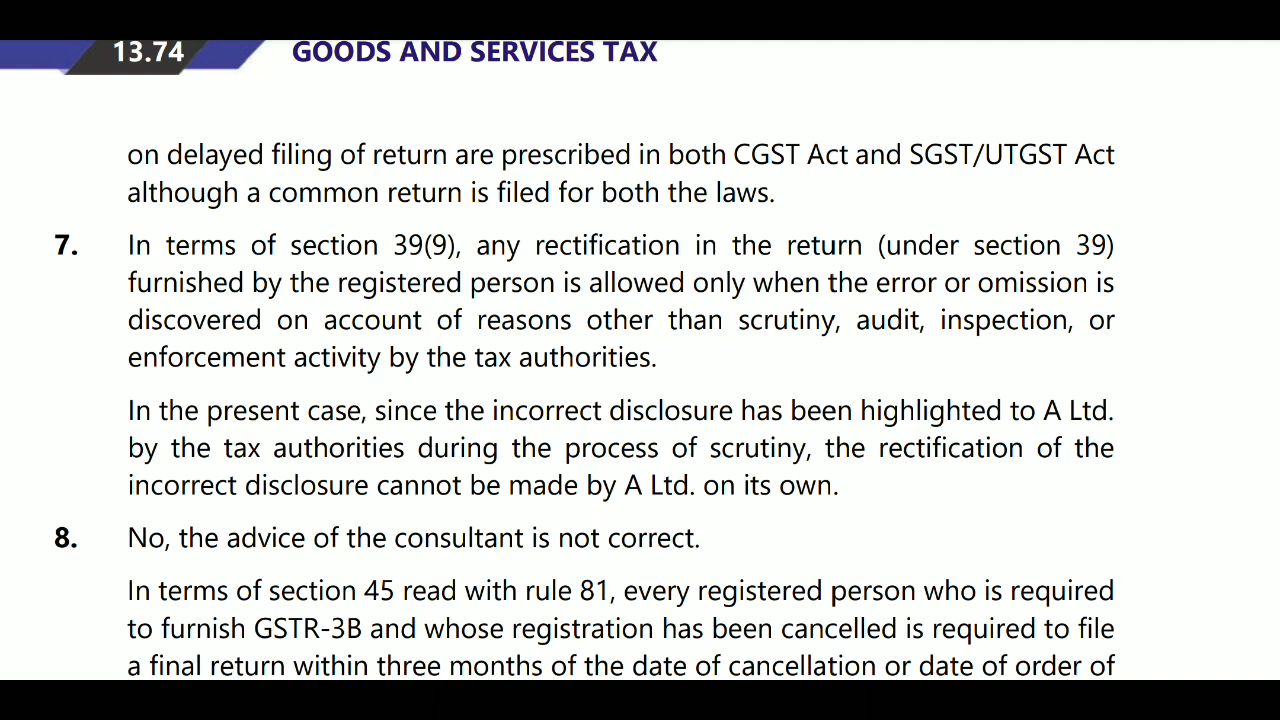 13.74 GOODS AND SERVICES TAX
on delayed filing of return are prescribed in both CGST Act and SGST/UTGST Act
although a common return is filed for both the laws.
7. In terms of section 39(9), any rectification in the return (under section 39)
furnished by the registered person is allowed only when the error or omission is
discovered on account of reasons other than scrutiny, audit, inspection, or
enforcement activity by the tax authorities.
In the present case, since the incorrect disclosure has been highlighted to A Ltd.
by the tax authorities during the process of scrutiny, the rectification of the
incorrect disclosure cannot be made by A Ltd. on its own.
8. No, the advice of the consultant is not correct.
In terms of section 45 read with rule 81, every registered person who is required
to furnish GSTR-3B and whose registration has been cancelled is required to file
a final return within three months of the date of cancellation or date of order of